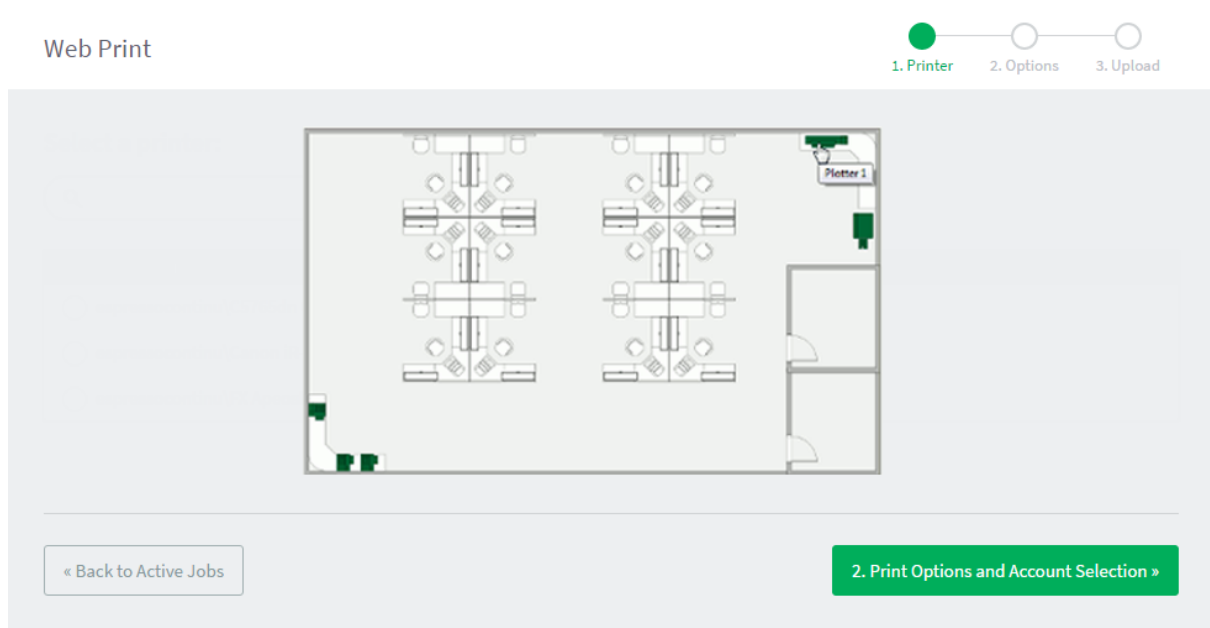 Web Print
1. Printer
2. Options
3. Upload
Plotter 1
« Back to Active Jobs
2. Print Options and Account Selection »